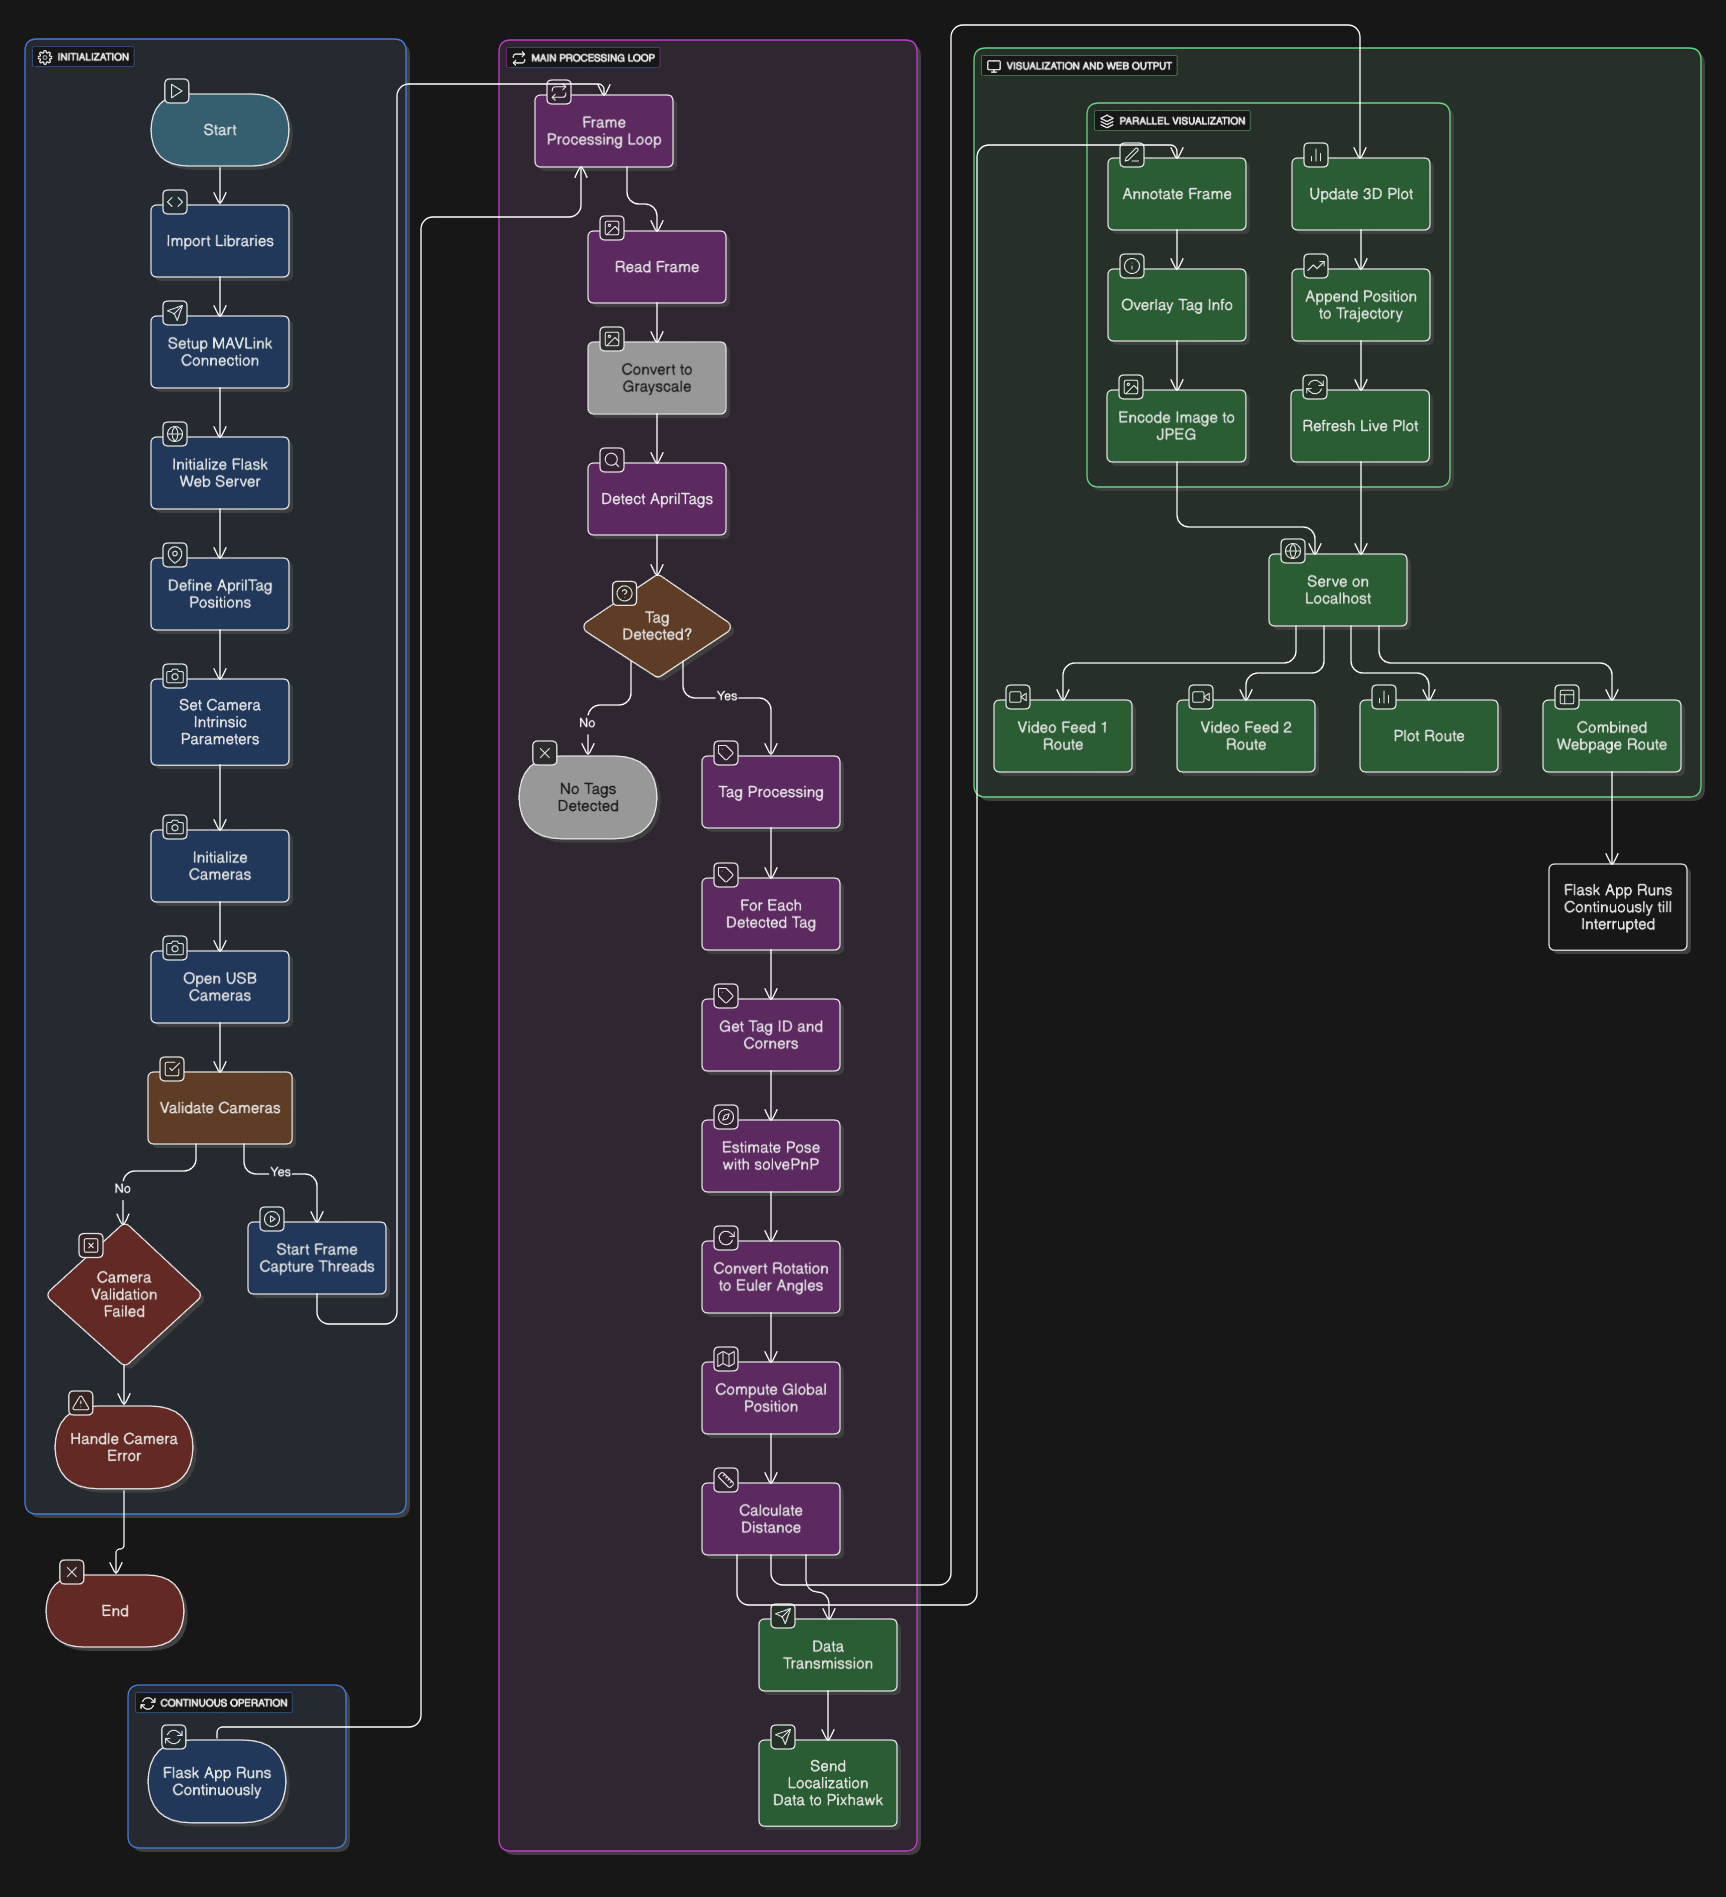 INITIALIZATION
Start
Import Libraries
Setup MAVLink
Connection
Initialize Flask
Web Server
Define AprilTag
Positions
Set Camera
Intrinsic
Parameters
Initialize
Cameras
Open USB
Cameras
Validate Cameras
No
Yes
Camera
Validation
Failed
Start Frame
Capture Threads
Handle Camera
Error
End
CONTINUOUS OPERATION
Flask App Runs
Continuously
MAIN PROCESSING LOOP
Frame
Processing Loop
Read Frame
Convert to
Grayscale
Detect AprilTags
Tag
Detected?
No
Yes
No Tags
Detected
Tag Processing
For Each
Detected Tag
Get Tag ID and
Corners
Estimate Pose
with solvePnP
Convert Rotation
to Euler Angles
Compute Global
Position
Calculate
Distance
Data
Transmission
Send
Localization
Data to Pixhawk
VISUALIZATION AND WEB OUTPUT
PARALLEL VISUALIZATION
Annotate Frame
Update 3D Plot
Overlay Tag Info
Append Position
to Trajectory
Encode Image to
JPEG
Refresh Live Plot
Serve on
Localhost
Video Feed 1
Route
Video Feed 2
Route
Plot Route
Combined
Webpage Route
Flask App Runs
Continuously till
Interrupted